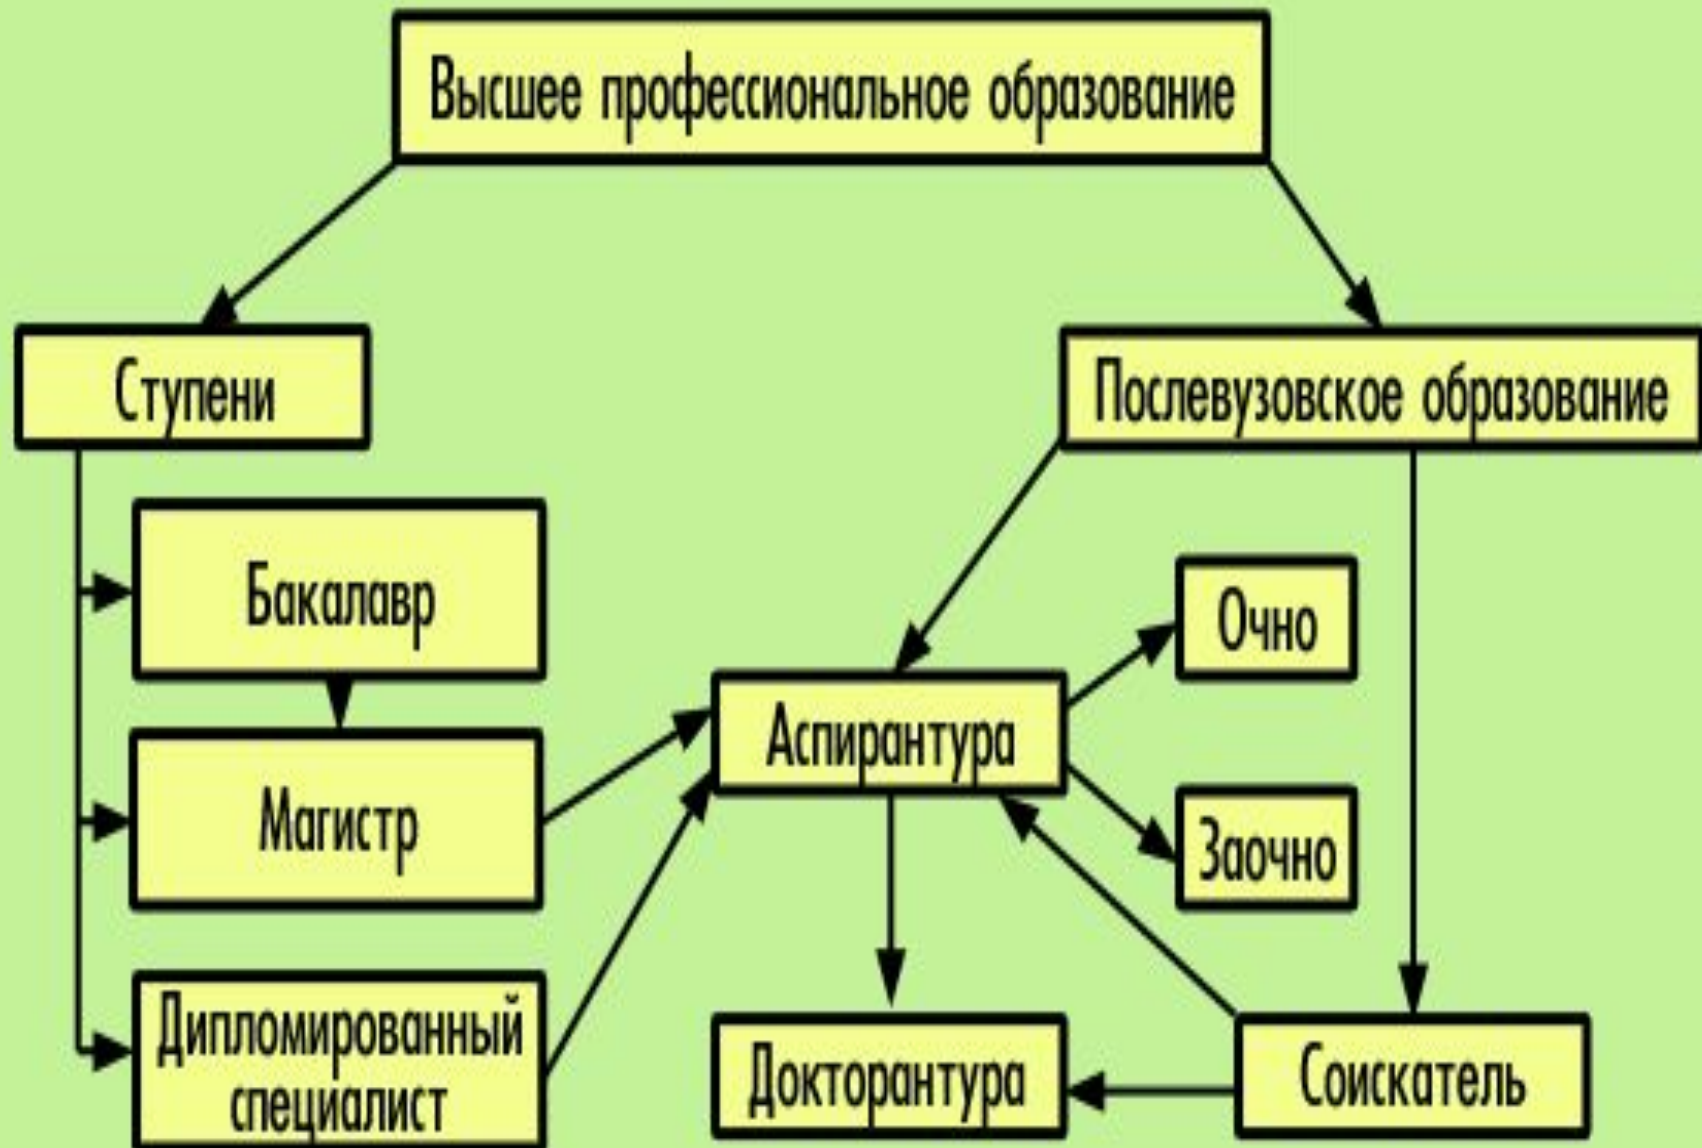 Высшее профессиональное образование
Ступени
Послевузовское образование
Бакалавр
Очно
Аспирантура
Магистр
Заочно
Дипломированный
специалист
Докторантура
Соискатель